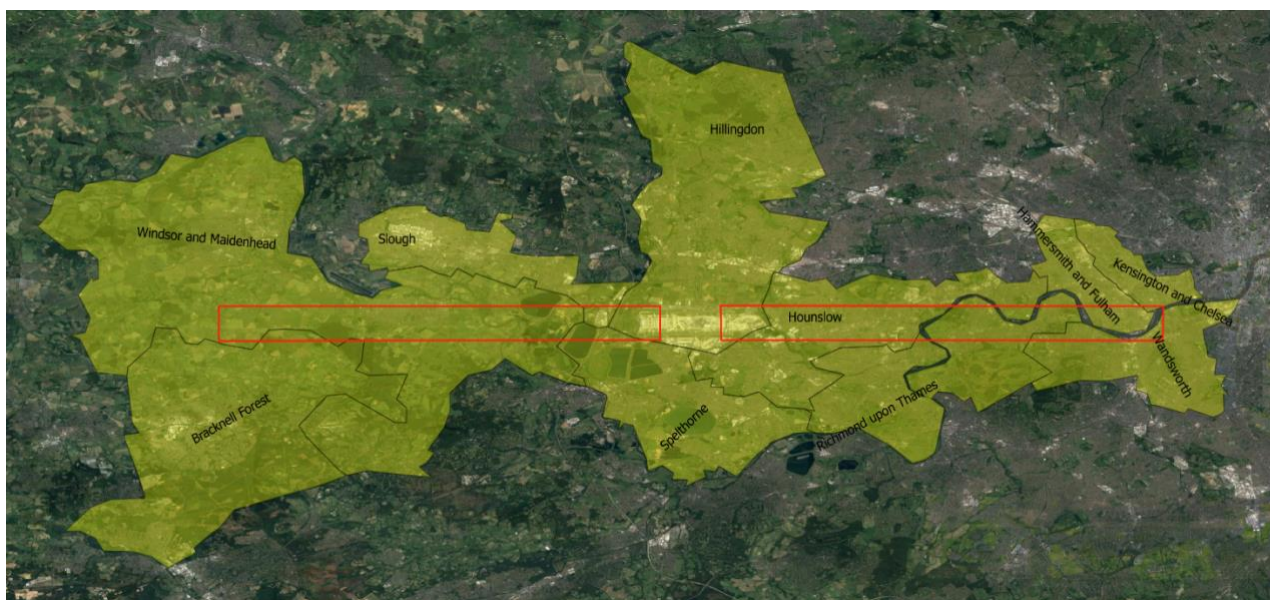 Hillingdon
Windsor and Maidenhead
Slough
Hammersmith and Fulham
Kensington and Chelsea
Hounslow
Wandsworth
Bracknell Forest
Spelthorne
Richmond upon Thames